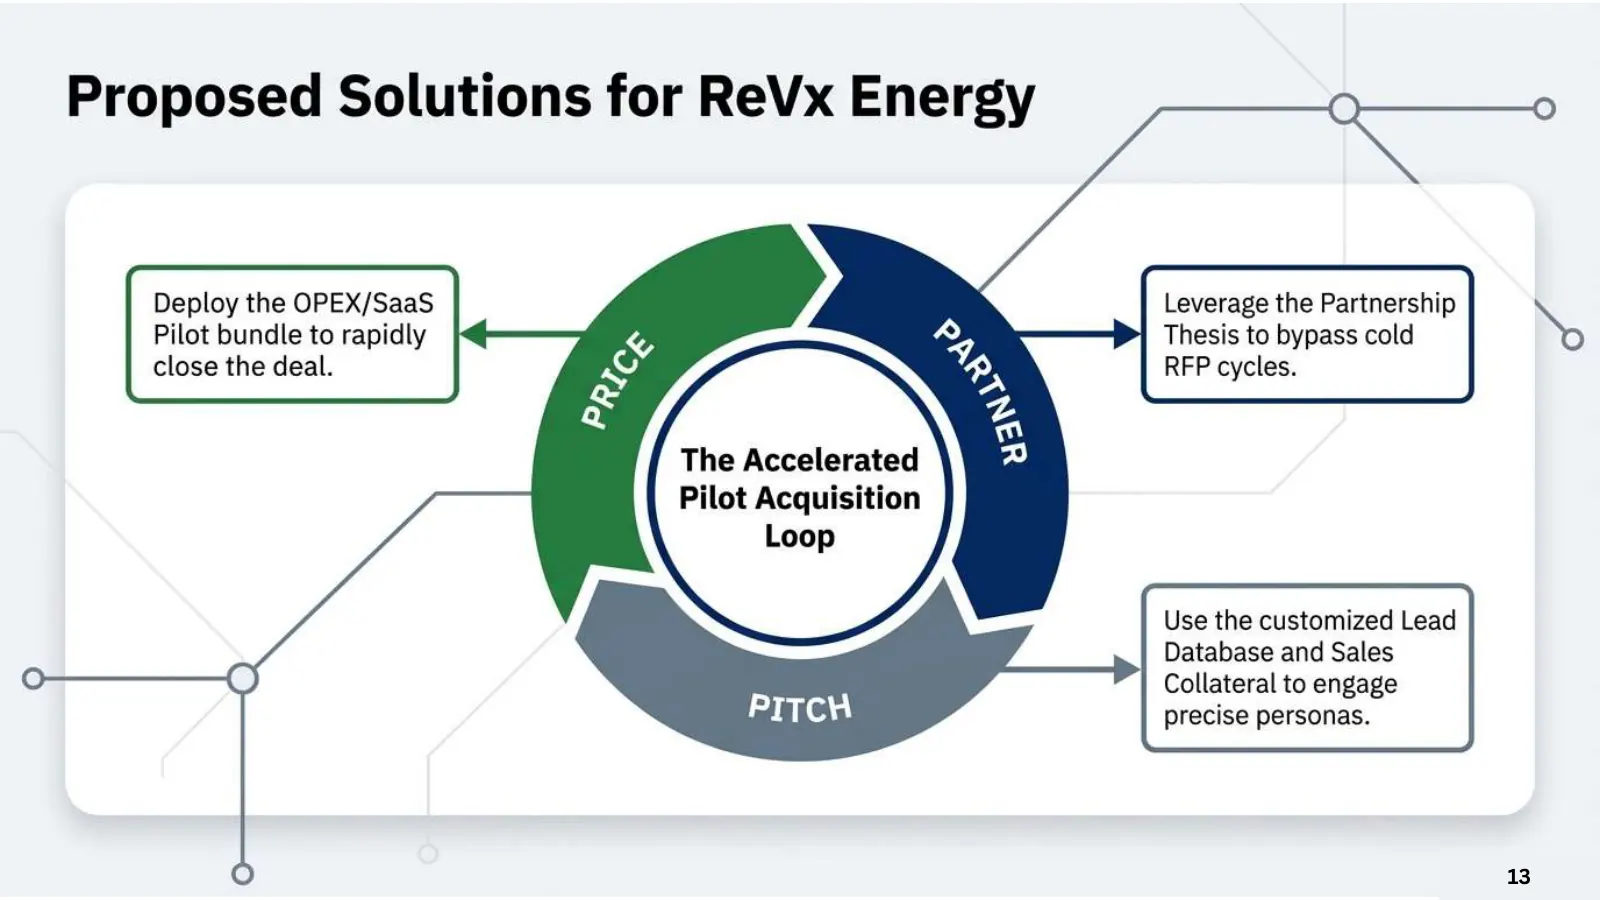 Proposed Solutions for ReVx Energy
Deploy the OPEX/SaaS
Pilot bundle to rapidly
close the deal.
PRICE
PARTNER
Leverage the Partnership
Thesis to bypass cold
RFP cycles.
The Accelerated
Pilot Acquisition
Loop
Use the customized Lead
Database and Sales
Collateral to engage
precise personas.
PITCH
13